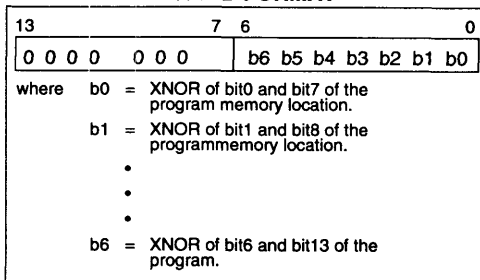 13 7 6 0
0 0 0 0 0 0 0 b6 b5 b4 b3 b2 b1 b0
where b0 = XNOR of bit0 and bit7 of the
program memory location.
b1 = XNOR of bit1 and bit8 of the
programmemory location.
•
•
•
b6 = XNOR of bit6 and bit13 of the
program.